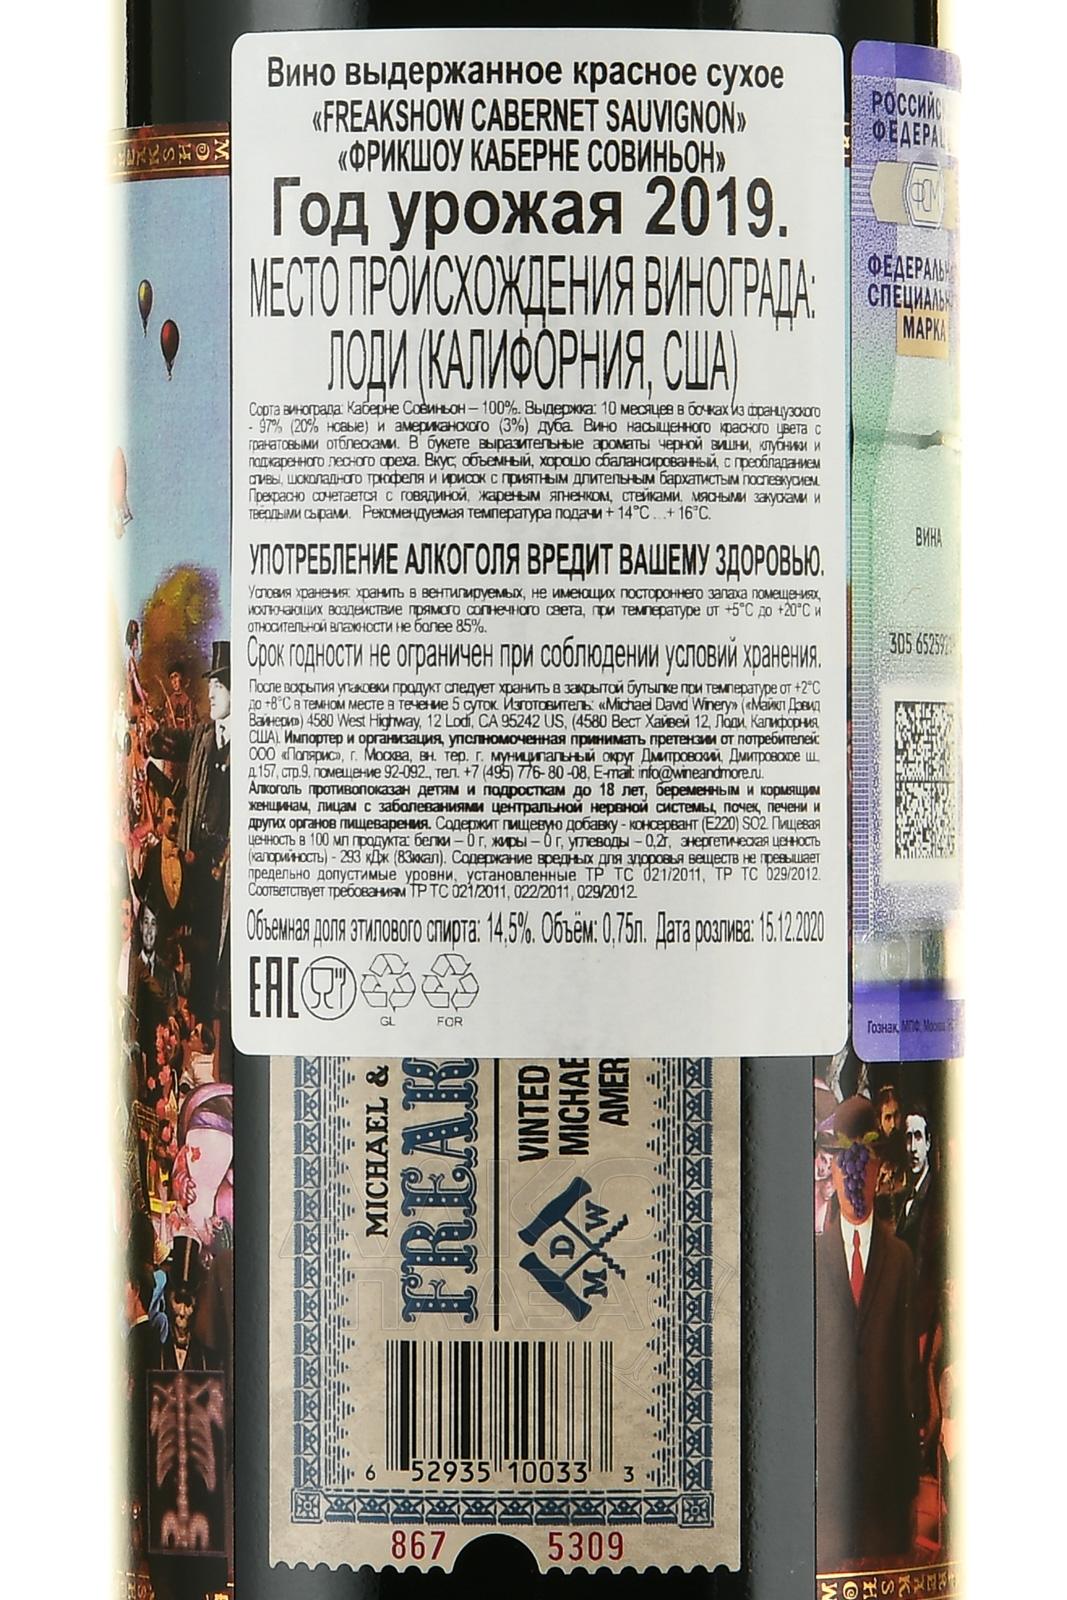 Вино выдержанное красное сухое
«FREAKSHOW CABERNET SAUVIGNON»
«ФРИКШОУ КАБЕРНЕ СОВИНЬОН»
Год урожая 2019.
МЕСТО ПРОИСХОЖДЕНИЯ ВИНОГРАДА:
ЛОДИ (КАЛИФОРНИЯ, США)
Сорта винограда: Каберне Совиньон – 100%. Выдержка: 10 месяцев в бочках из французского
- 97% (20% новые) и американского (3%) дуба. Вино насыщенного красного цвета с
гранатовыми отблесками. В букете выразительные ароматы черной вишни, клубники и
поджаренного лесного ореха. Вкус объемный, хорошо сбалансированный, с преобладанием
сливы, шоколадного трюфеля и ирисок с приятным длительным бархатистым послевкусием.
Прекрасно сочетается с говядиной, жареным ягненком, стейками, мясными закусками и
твёрдыми сырами. Рекомендуемая температура подачи + 14°C ...+ 16°C.
УПОТРЕБЛЕНИЕ АЛКОГОЛЯ ВРЕДИТ ВАШЕМУ ЗДОРОВЬЮ.
Условия хранения: хранить в вентилируемых, не имеющих постороннего запаха помещениях,
исключающих воздействие прямого солнечного света, при температуре от +5°C до +20°C и
относительной влажности не более 85%.
Срок годности не ограничен при соблюдении условий хранения.
После вскрытия упаковки продукт следует хранить в закрытой бутылке при температуре от +2°C
до +8°C в темном месте в течение 5 суток. Изготовитель: «Michael David Winery» («Майкл Дэвид
Вайнери») 4580 West Highway, 12 Lodi, CA 95242 US, (4580 Вест Хайвей 12, Лоди, Калифорния,
США). Импортер и организация, уполномоченная принимать претензии от потребителей:
ООО «Полярис», г. Москва, вн. тер. г. муниципальный округ Дмитровский, Дмитровское ш.,
д.157, стр.9, помещение 92-092., тел. +7 (495) 776- 80 -08, E-mail: info@wineandmore.ru.
Алкоголь противопоказан детям и подросткам до 18 лет, беременным и кормящим
женщинам, лицам с заболеваниями центральной нервной системы, почек, печени и
других органов пищеварения. Содержит пищевую добавку - консервант (Е220) SO2. Пищевая
ценность в 100 мл продукта: белки – 0 г, жиры – 0 г, углеводы – 0,2г, энергетическая ценность
(калорийность) - 293 кДж (83ккал). Содержание вредных для здоровья веществ не превышает
предельно допустимые уровни, установленные ТР ТС 021/2011, ТР ТС 029/2012.
Соответствует требованиям ТР ТС 021/2011, 022/2011, 029/2012.
Объемная доля этилового спирта: 14,5%. Объём: 0,75л. Дата розлива: 15.12.2020
EAC
GL FOR
РОССИЙС
ФЕДЕРАЦ
ФСМ
ФЕДЕРАЛЬ
СПЕЦИАЛЬ
МАРКА
ВИНА
305 652592
Гознак, МПФ, Москва
MICHAEL &
FREAK
VINTED
MICHAE
AMER
M D W
АЛКО
ПЛАЗА
6 52935 10033 3
867 5309